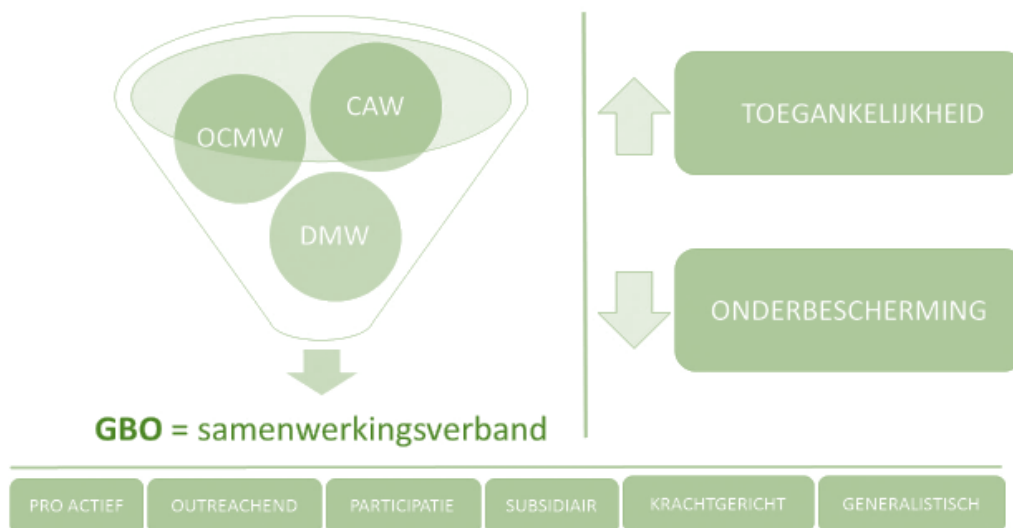 CAW
OCMW
DMW
GBO = samenwerkingsverband
TOEGANKELIJKHEID
ONDERBESCHERMING
PRO ACTIEF
OUTREACHEND
PARTICIPATIE
SUBSIDIAIR
KRACHTGERICHT
GENERALISTISCH